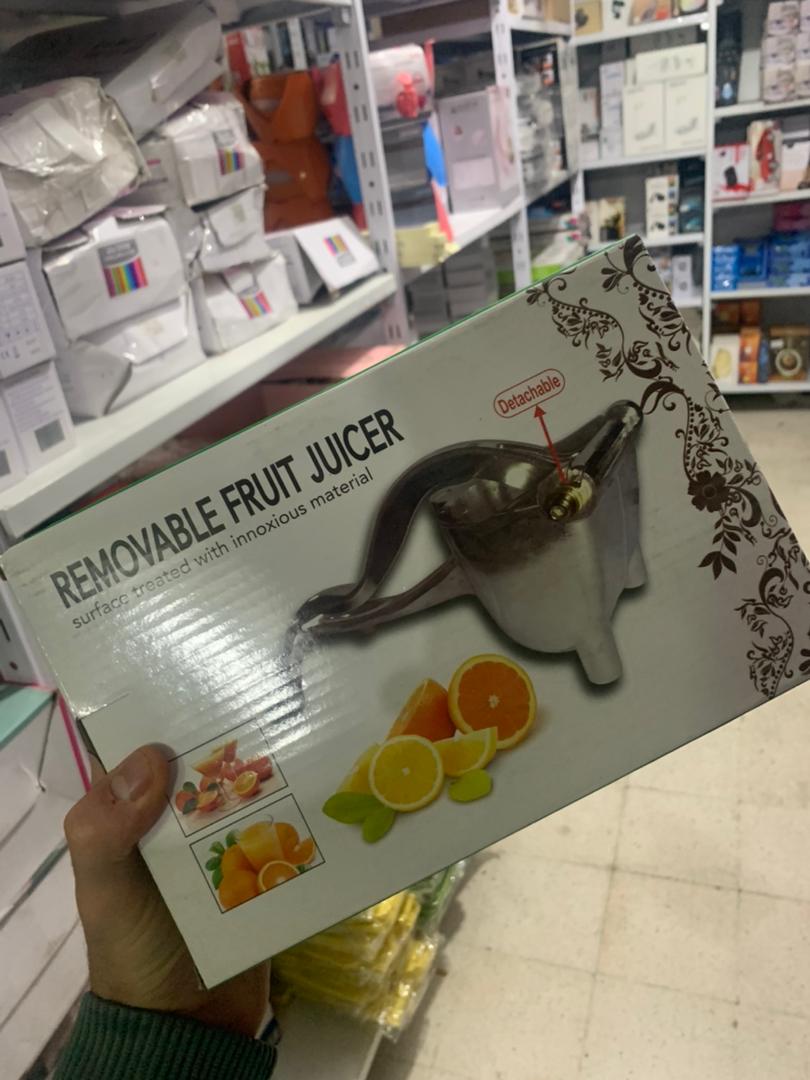 Detachable
REMOVABLE FRUIT JUICER
surface treated with innoxious material